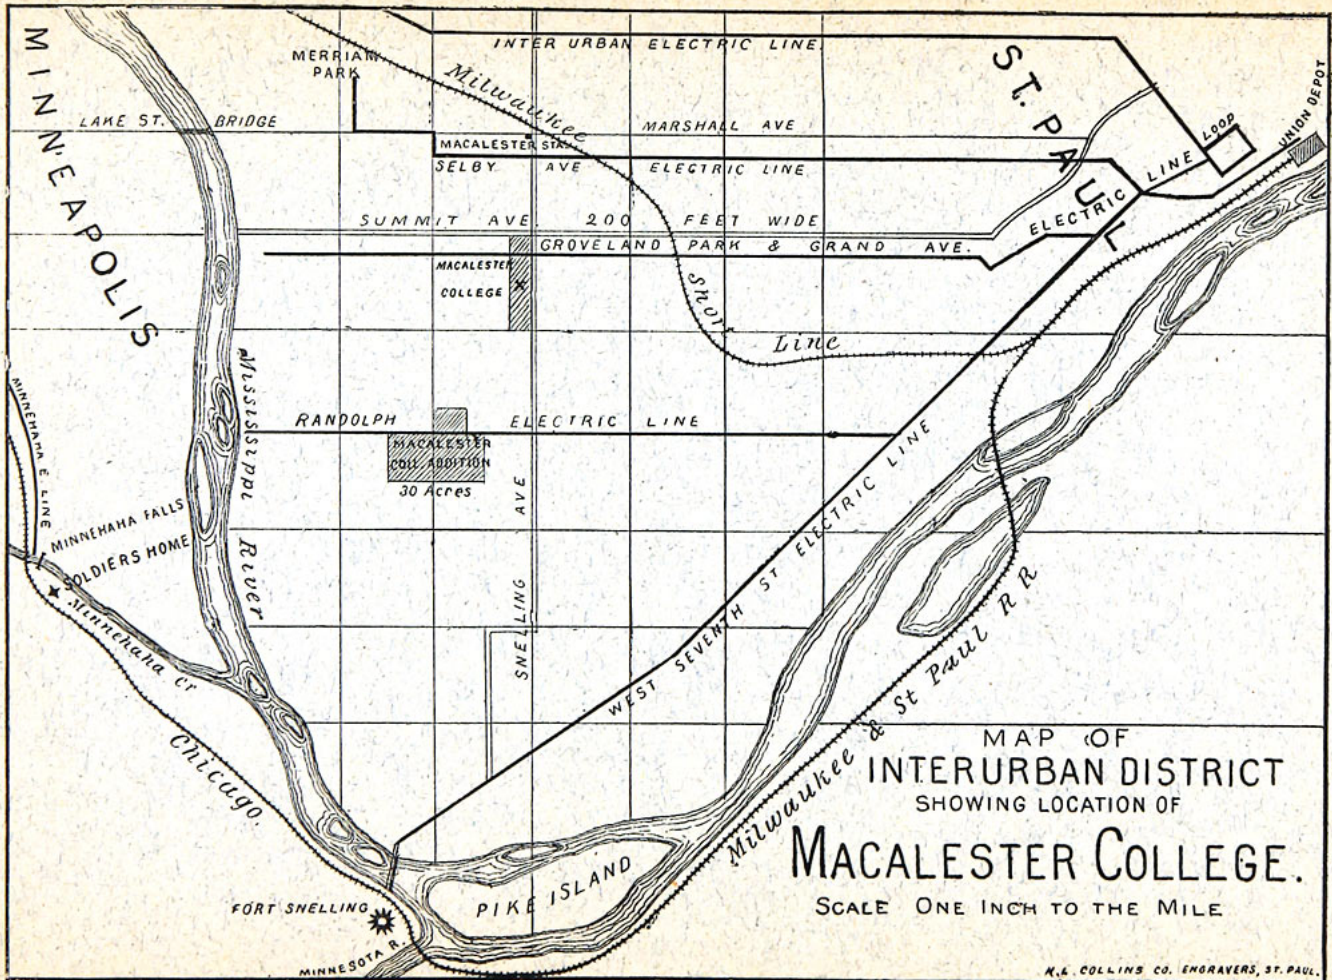 MINNEAPOLIS
ST. PAUL
INTER URBAN ELECTRIC LINE.
MERRIAM
PARK
Milwaukee
Short
Line
UNION DEPOT
LOOP
LAKE ST. BRIDGE
MARSHALL AVE
MACALESTER STA.
SELBY AVE ELECTRIC LINE.
ELECTRIC LINE
SUMMIT AVE 200 FEET WIDE
GROVELAND PARK & GRAND AVE.
MACALESTER
COLLEGE
Mississippi River
RANDOLPH ELECTRIC LINE
MACALESTER
COLL ADDITION
30 Acres
SNELLING AVE
WEST SEVENTH ST ELECTRIC LINE
MINNEHAHA E. LINE
MINNEHAHA FALLS
SOLDIERS HOME
Minnehaha Cr
Chicago.
Milwaukee & St Paul R R
FORT SNELLING
PIKE ISLAND
MINNESOTA R.
MAP OF
INTERURBAN DISTRICT
SHOWING LOCATION OF
MACALESTER COLLEGE.
SCALE ONE INCH TO THE MILE
H.L. COLLINS CO. ENGRAVERS, ST. PAUL.